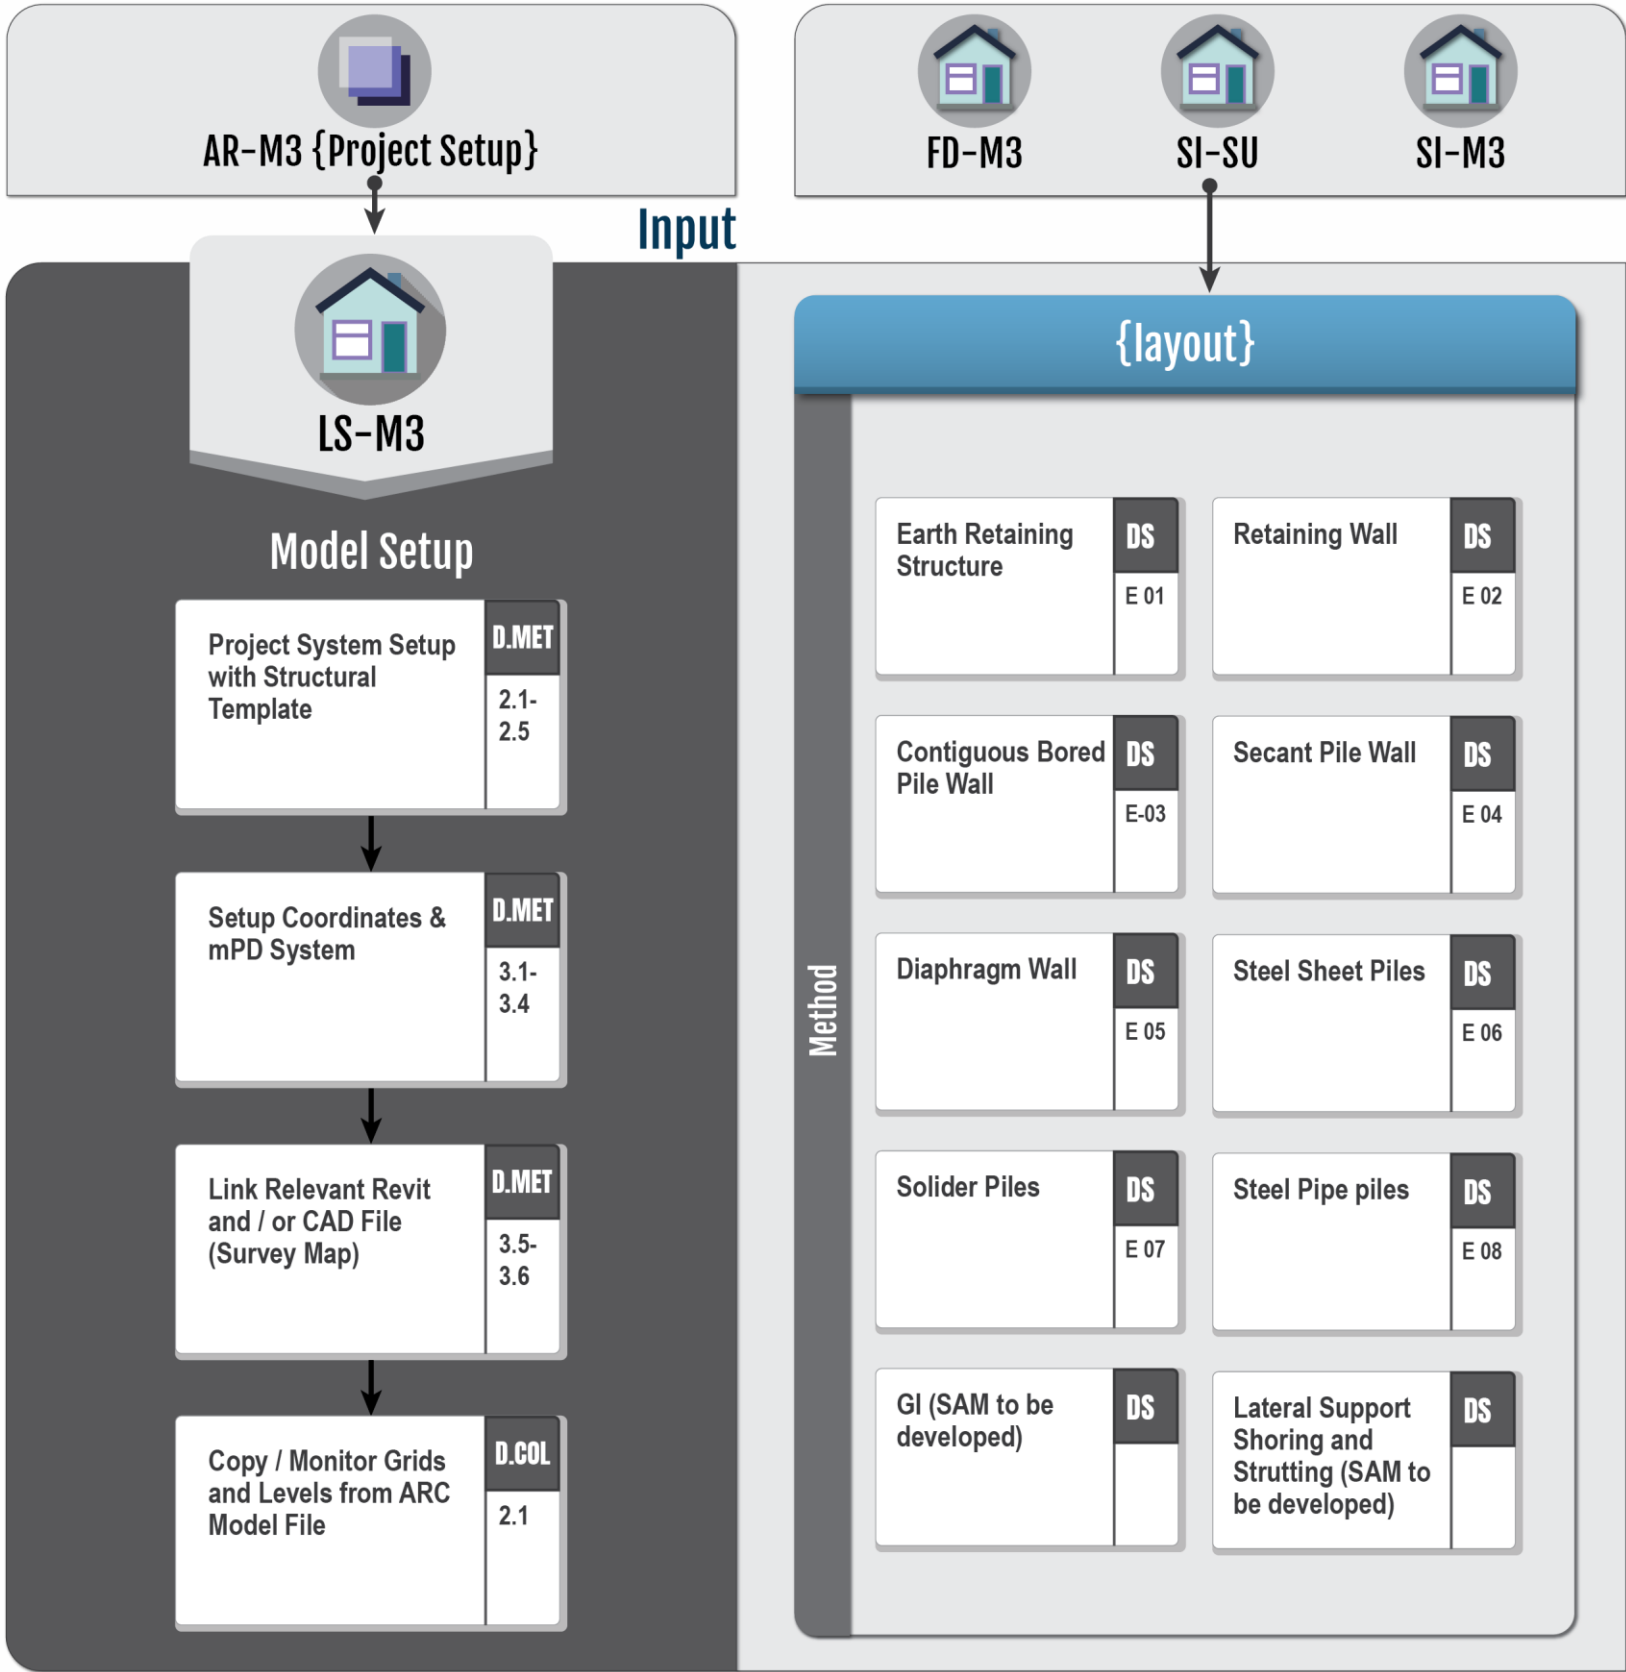 AR-M3 {Project Setup}
FD-M3
SI-SU
SI-M3
Input
LS-M3
Model Setup
Project System Setup
with Structural
Template
D.MET
2.1-
2.5
Setup Coordinates &
mPD System
D.MET
3.1-
3.4
Link Relevant Revit
and / or CAD File
(Survey Map)
D.MET
3.5-
3.6
Copy / Monitor Grids
and Levels from ARC
Model File
D.COL
2.1
{layout}
Method
Earth Retaining
Structure
DS
E 01
Retaining Wall
DS
E 02
Contiguous Bored
Pile Wall
DS
E-03
Secant Pile Wall
DS
E 04
Diaphragm Wall
DS
E 05
Steel Sheet Piles
DS
E 06
Solider Piles
DS
E 07
Steel Pipe piles
DS
E 08
GI (SAM to be
developed)
DS
Lateral Support
Shoring and
Strutting (SAM to
be developed)
DS